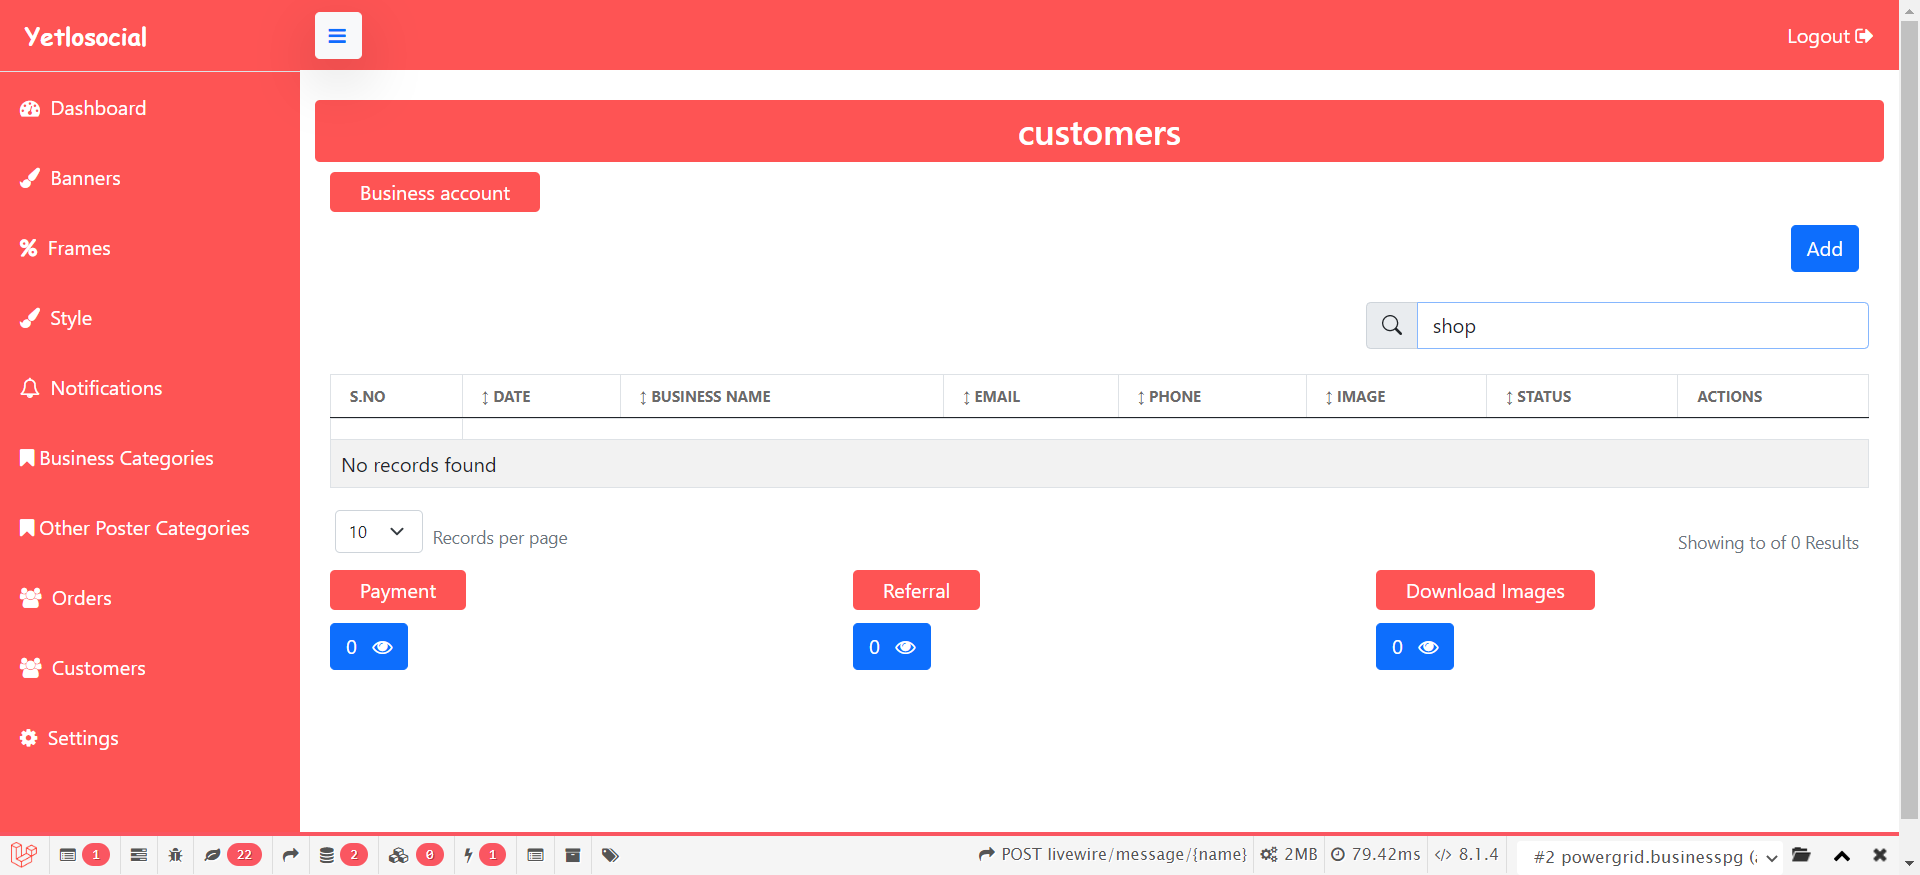 Yetlosocial
Logout
Dashboard
Banners
Frames
Style
Notifications
Business Categories
Other Poster Categories
Orders
Customers
Settings
customers
Business account
Add
shop
S.NO DATE BUSINESS NAME EMAIL PHONE IMAGE STATUS ACTIONS
No records found
10 Records per page
Showing to of 0 Results
Payment Referral Download Images
0 0 0
1 22 2 0 1 POST livewire/message/{name} 2MB 79.42ms 8.1.4 #2 powergrid.businesspg